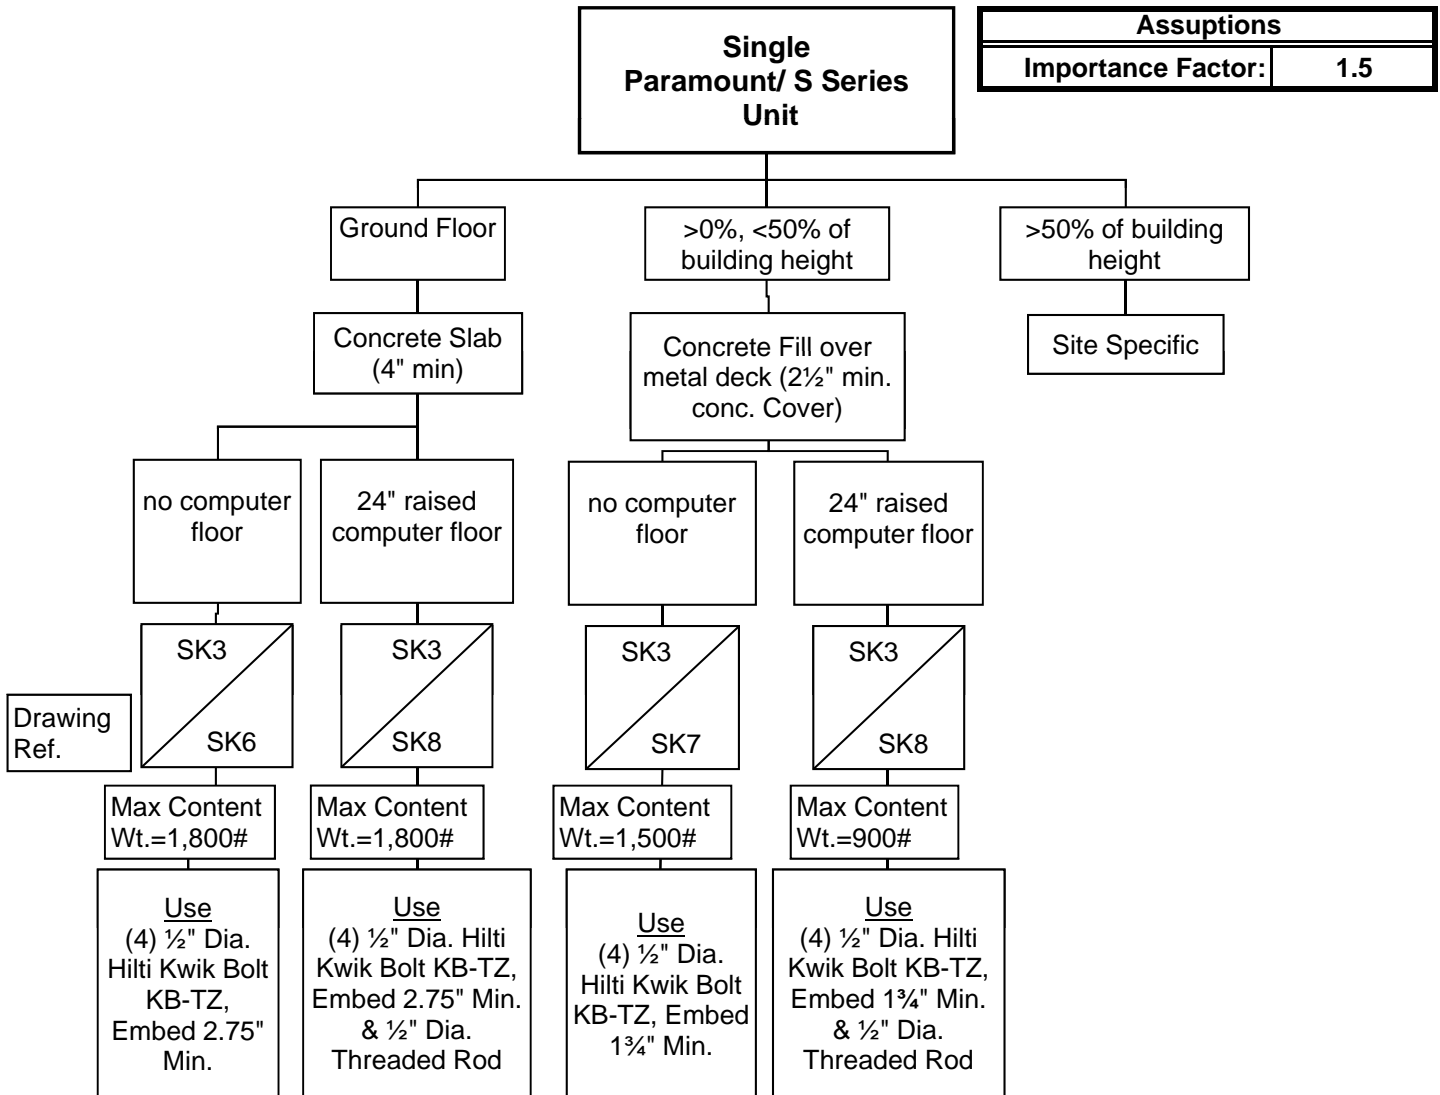 Single
Paramount/ S Series
Unit
Assuptions
Importance Factor:
1.5
Ground Floor
>0%, <50% of
building height
>50% of building
height
Concrete Slab
(4" min)
Concrete Fill over
metal deck (2½" min.
conc. Cover)
Site Specific
no computer
floor
24" raised
computer floor
no computer
floor
24" raised
computer floor
Drawing
Ref.
SK3
SK6
SK3
SK8
SK3
SK7
SK3
SK8
Max Content
Wt.=1,800#
Max Content
Wt.=1,800#
Max Content
Wt.=1,500#
Max Content
Wt.=900#
Use
(4) ½" Dia.
Hilti Kwik Bolt
KB-TZ,
Embed 2.75"
Min.
Use
(4) ½" Dia. Hilti
Kwik Bolt KB-TZ,
Embed 2.75" Min.
& ½" Dia.
Threaded Rod
Use
(4) ½" Dia.
Hilti Kwik Bolt
KB-TZ, Embed
1¾" Min.
Use
(4) ½" Dia. Hilti
Kwik Bolt KB-TZ,
Embed 1¾" Min.
& ½" Dia.
Threaded Rod